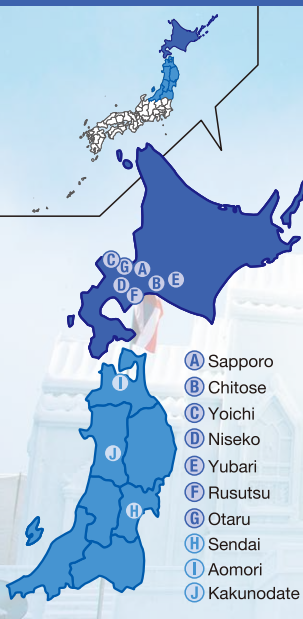 C
G
A
D
B
E
F
I
J
H
A Sapporo
B Chitose
C Yoichi
D Niseko
E Yubari
F Rusutsu
G Otaru
H Sendai
I Aomori
J Kakunodate